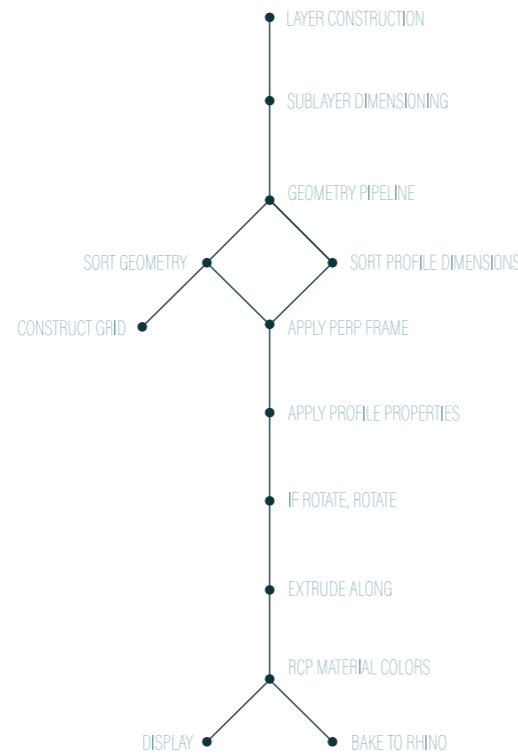 LAYER CONSTRUCTION
SUBLAYER DIMENSIONING
GEOMETRY PIPELINE
SORT GEOMETRY
SORT PROFILE DIMENSIONS
CONSTRUCT GRID
APPLY PERP FRAME
APPLY PROFILE PROPERTIES
IF ROTATE, ROTATE
EXTRUDE ALONG
RCP MATERIAL COLORS
DISPLAY
BAKE TO RHINO